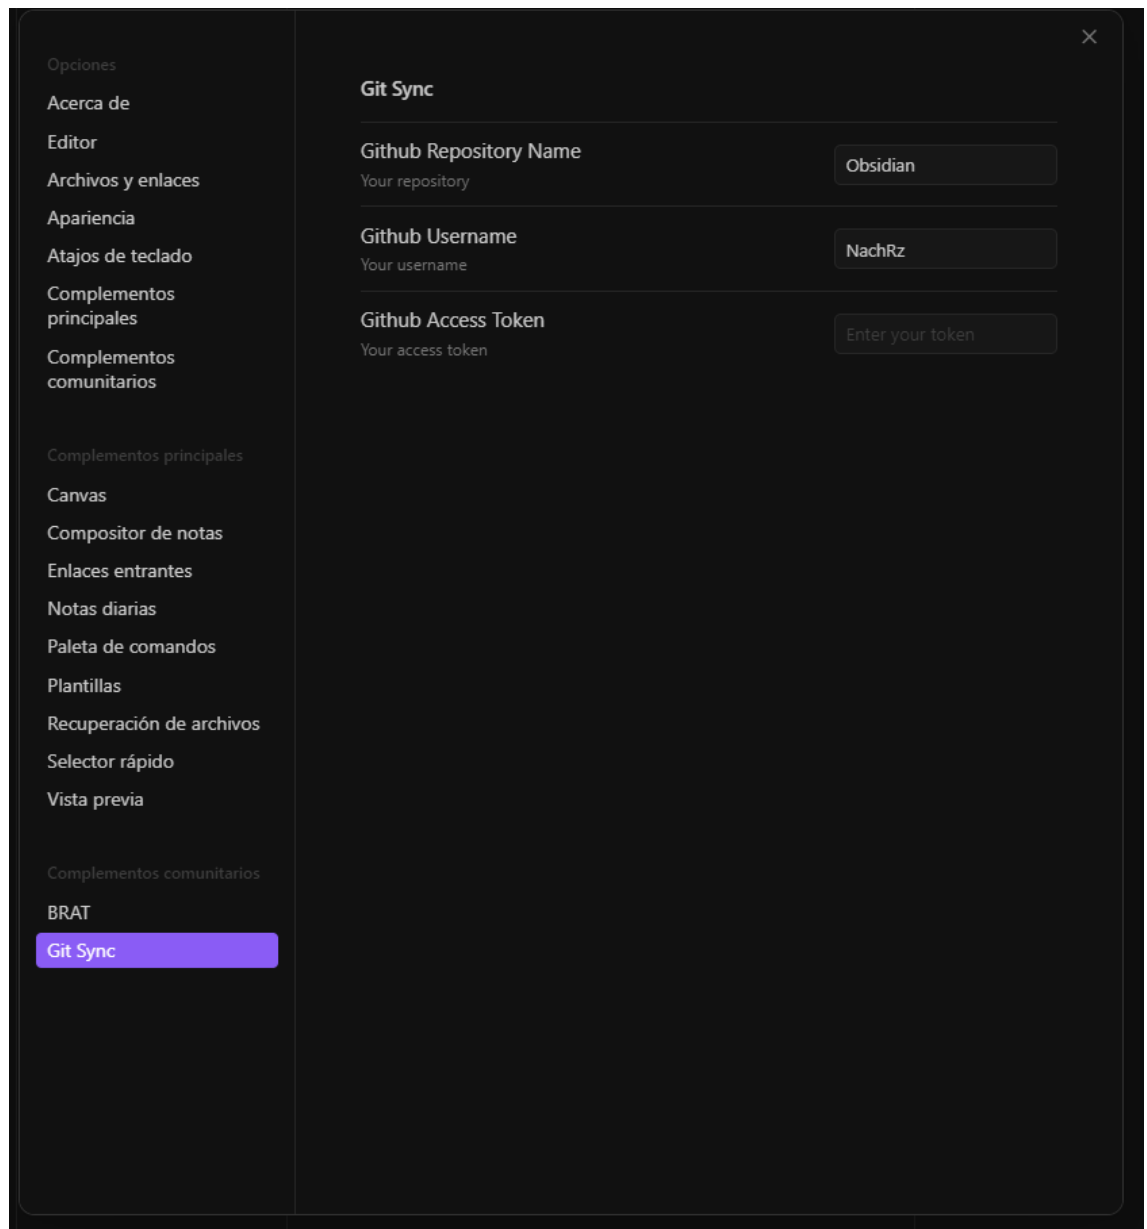 Opciones
Acerca de
Editor
Archivos y enlaces
Apariencia
Atajos de teclado
Complementos
principales
Complementos
comunitarios
Complementos principales
Canvas
Compositor de notas
Enlaces entrantes
Notas diarias
Paleta de comandos
Plantillas
Recuperación de archivos
Selector rápido
Vista previa
Complementos comunitarios
BRAT
Git Sync
Git Sync
Github Repository Name
Your repository
Obsidian
Github Username
Your username
NachRz
Github Access Token
Your access token
Enter your token